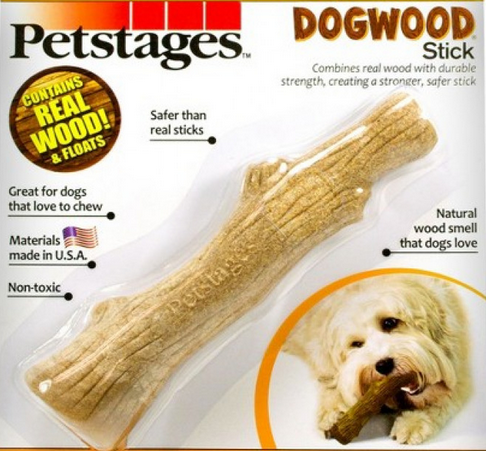 Petstages™
DOGWOOD
Stick
Combines real wood with durable
strength, creating a stronger, safer stick
CONTAINS
REAL
WOOD!
& FLOATS
Safer than
real sticks
Great for dogs
that love to chew
Materials
made in U.S.A.
Non-toxic
Natural
wood smell
that dogs love
Petstages